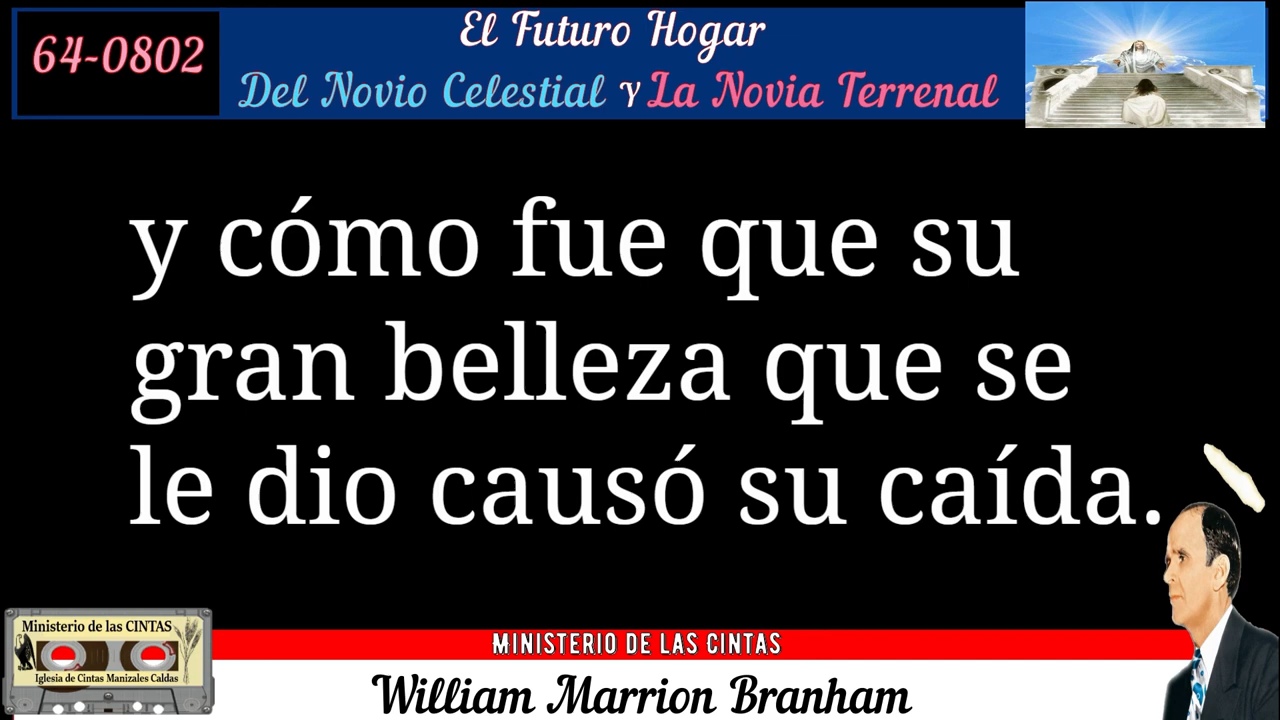 64-0802
El Futuro Hogar
Del Novio Celestial Y La Novia Terrenal
y cómo fue que su
gran belleza que se
le dio causó su caída.
Ministerio de las CINTAS
Iglesia de Cintas Manizales Caldas
MINISTERIO DE LAS CINTAS
William Marrion Branham